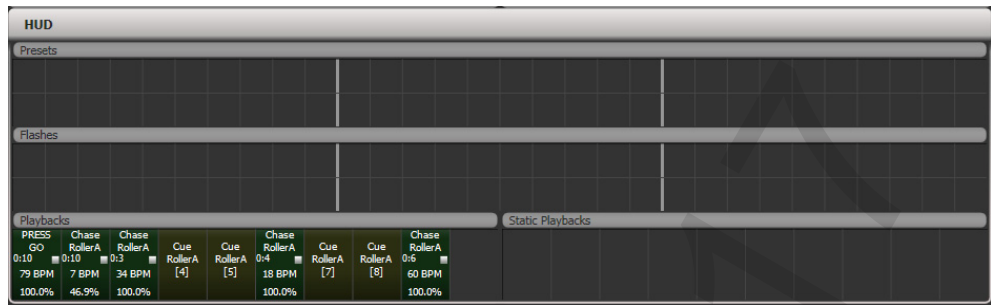 HUD
Presets
Flashes
Playbacks
Static Playbacks
PRESS GO
0:10
79 BPM
100.0%
Chase RollerA
0:10
7 BPM
46.9%
Chase RollerA
0:3
34 BPM
100.0%
Cue RollerA
[4]
Cue RollerA
[5]
Chase RollerA
0:4
18 BPM
100.0%
Cue RollerA
[7]
Cue RollerA
[8]
Chase RollerA
0:6
60 BPM
100.0%